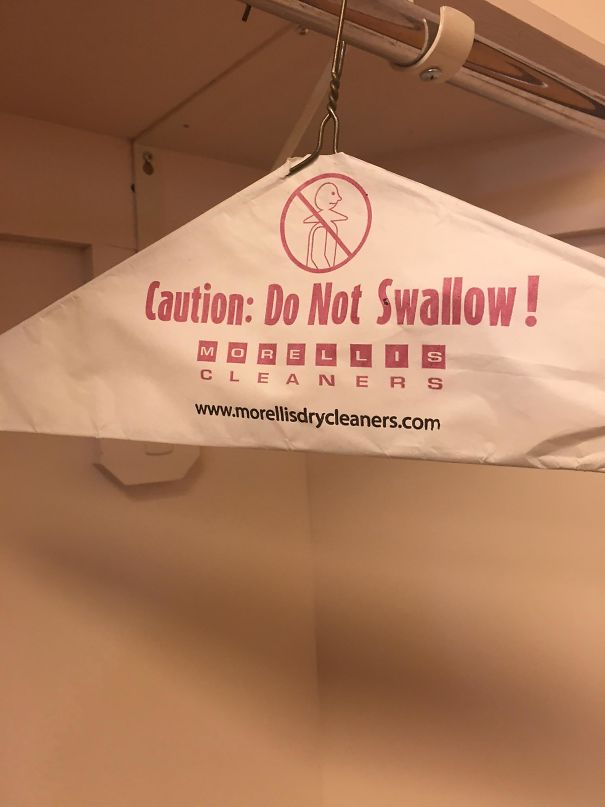 Caution: Do Not Swallow!
MORELLIS
CLEANERS
www.morellisdrycleaners.com